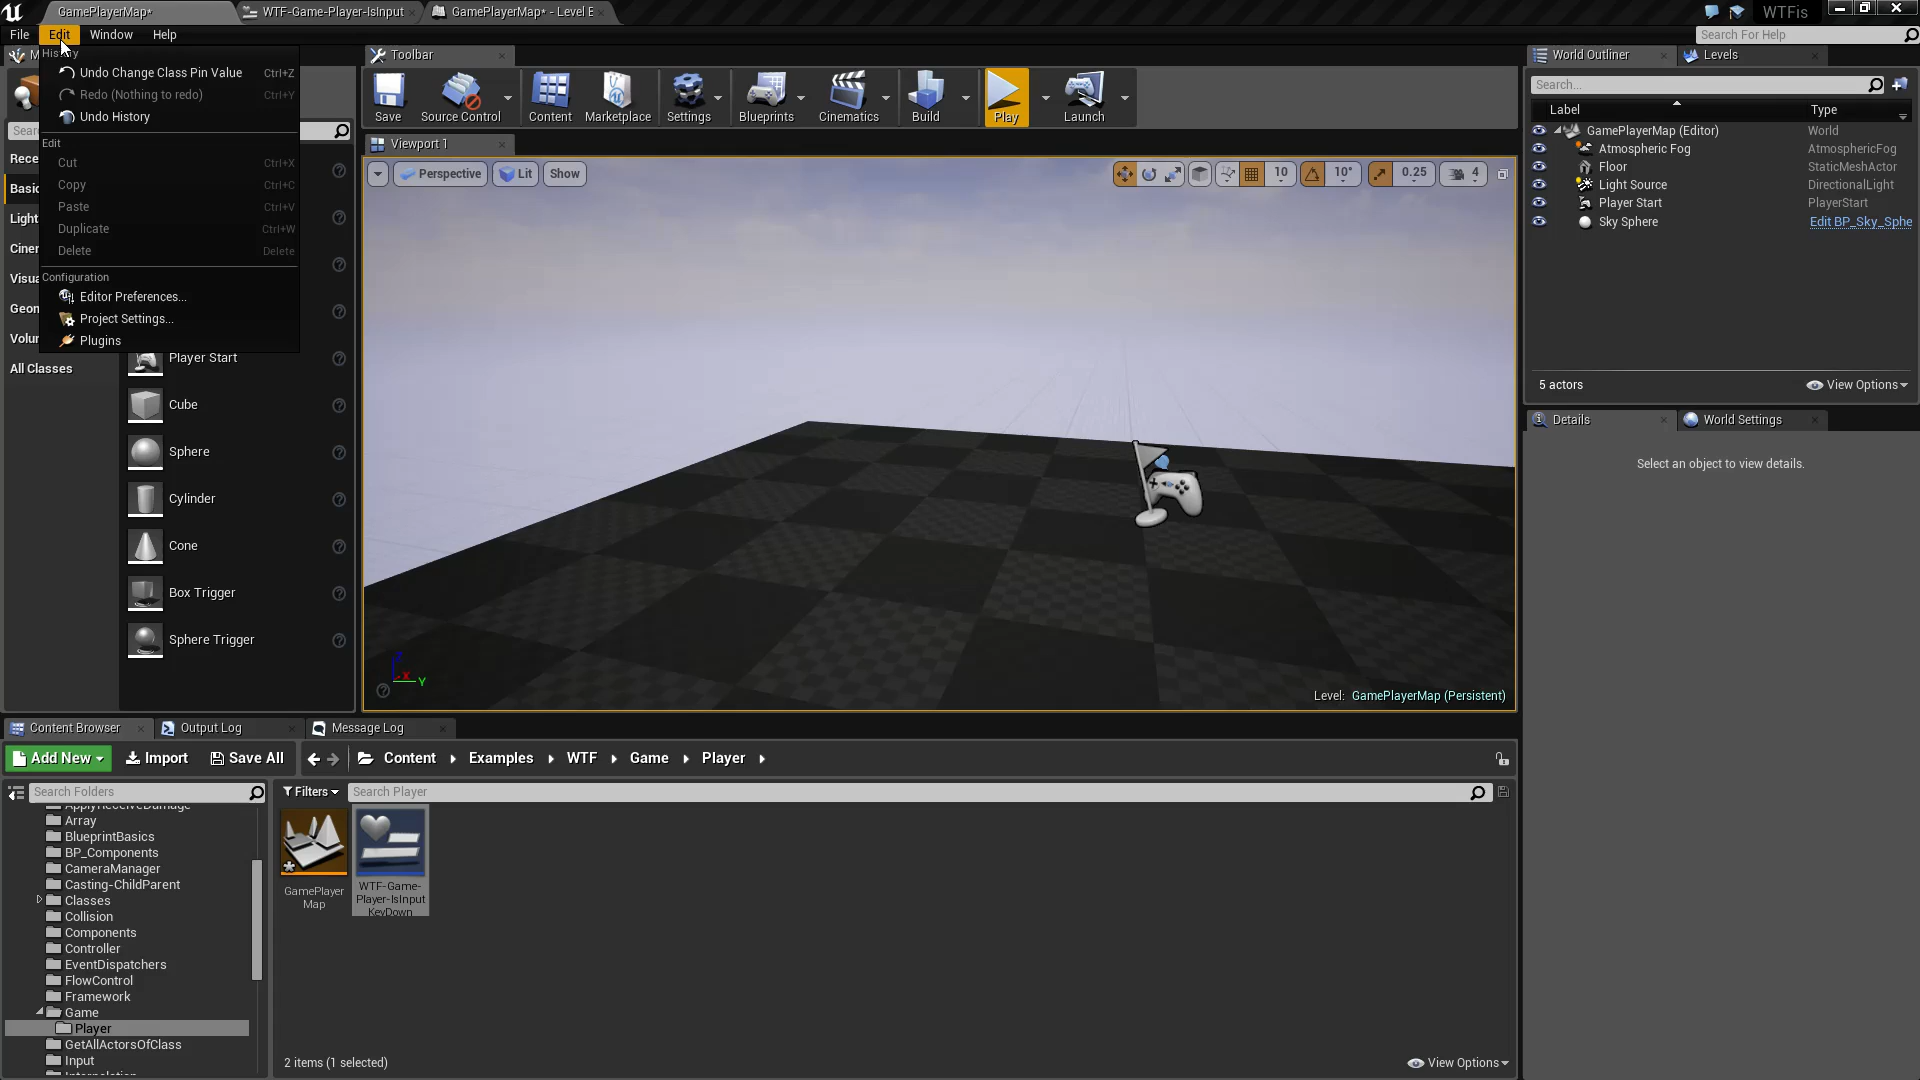 GamePlayerMap*
WTF-Game-Player-IsInput
GamePlayerMap* - Level E
WTFis
File
Edit
Window
Help
Search For Help
History
Undo Change Class Pin Value
Ctrl+Z
Redo (Nothing to redo)
Ctrl+Y
Undo History
Edit
Cut
Ctrl+X
Copy
Ctrl+C
Paste
Ctrl+V
Duplicate
Ctrl+W
Delete
Delete
Configuration
Editor Preferences...
Project Settings...
Plugins
All Classes
Player Start
Cube
Sphere
Cylinder
Cone
Box Trigger
Sphere Trigger
Toolbar
Save
Source Control
Content
Marketplace
Settings
Blueprints
Cinematics
Build
Play
Launch
Viewport 1
Perspective
Lit
Show
10
10°
0.25
4
Level: GamePlayerMap (Persistent)
World Outliner
Levels
Search...
Label
Type
GamePlayerMap (Editor)
World
Atmospheric Fog
AtmosphericFog
Floor
StaticMeshActor
Light Source
DirectionalLight
Player Start
PlayerStart
Sky Sphere
Edit BP_Sky_Sphe
5 actors
View Options
Details
World Settings
Select an object to view details.
Content Browser
Output Log
Message Log
Add New
Import
Save All
Content
Examples
WTF
Game
Player
Search Folders
Filters
Search Player
ApplyReceiveDamage
Array
BlueprintBasics
BP_Components
CameraManager
Casting-ChildParent
Classes
Collision
Components
Controller
EventDispatchers
FlowControl
Framework
Game
Player
GetAllActorsOfClass
Input
GamePlayer
Map
WTF-Game-
Player-IsInput
KeyDown
2 items (1 selected)
View Options